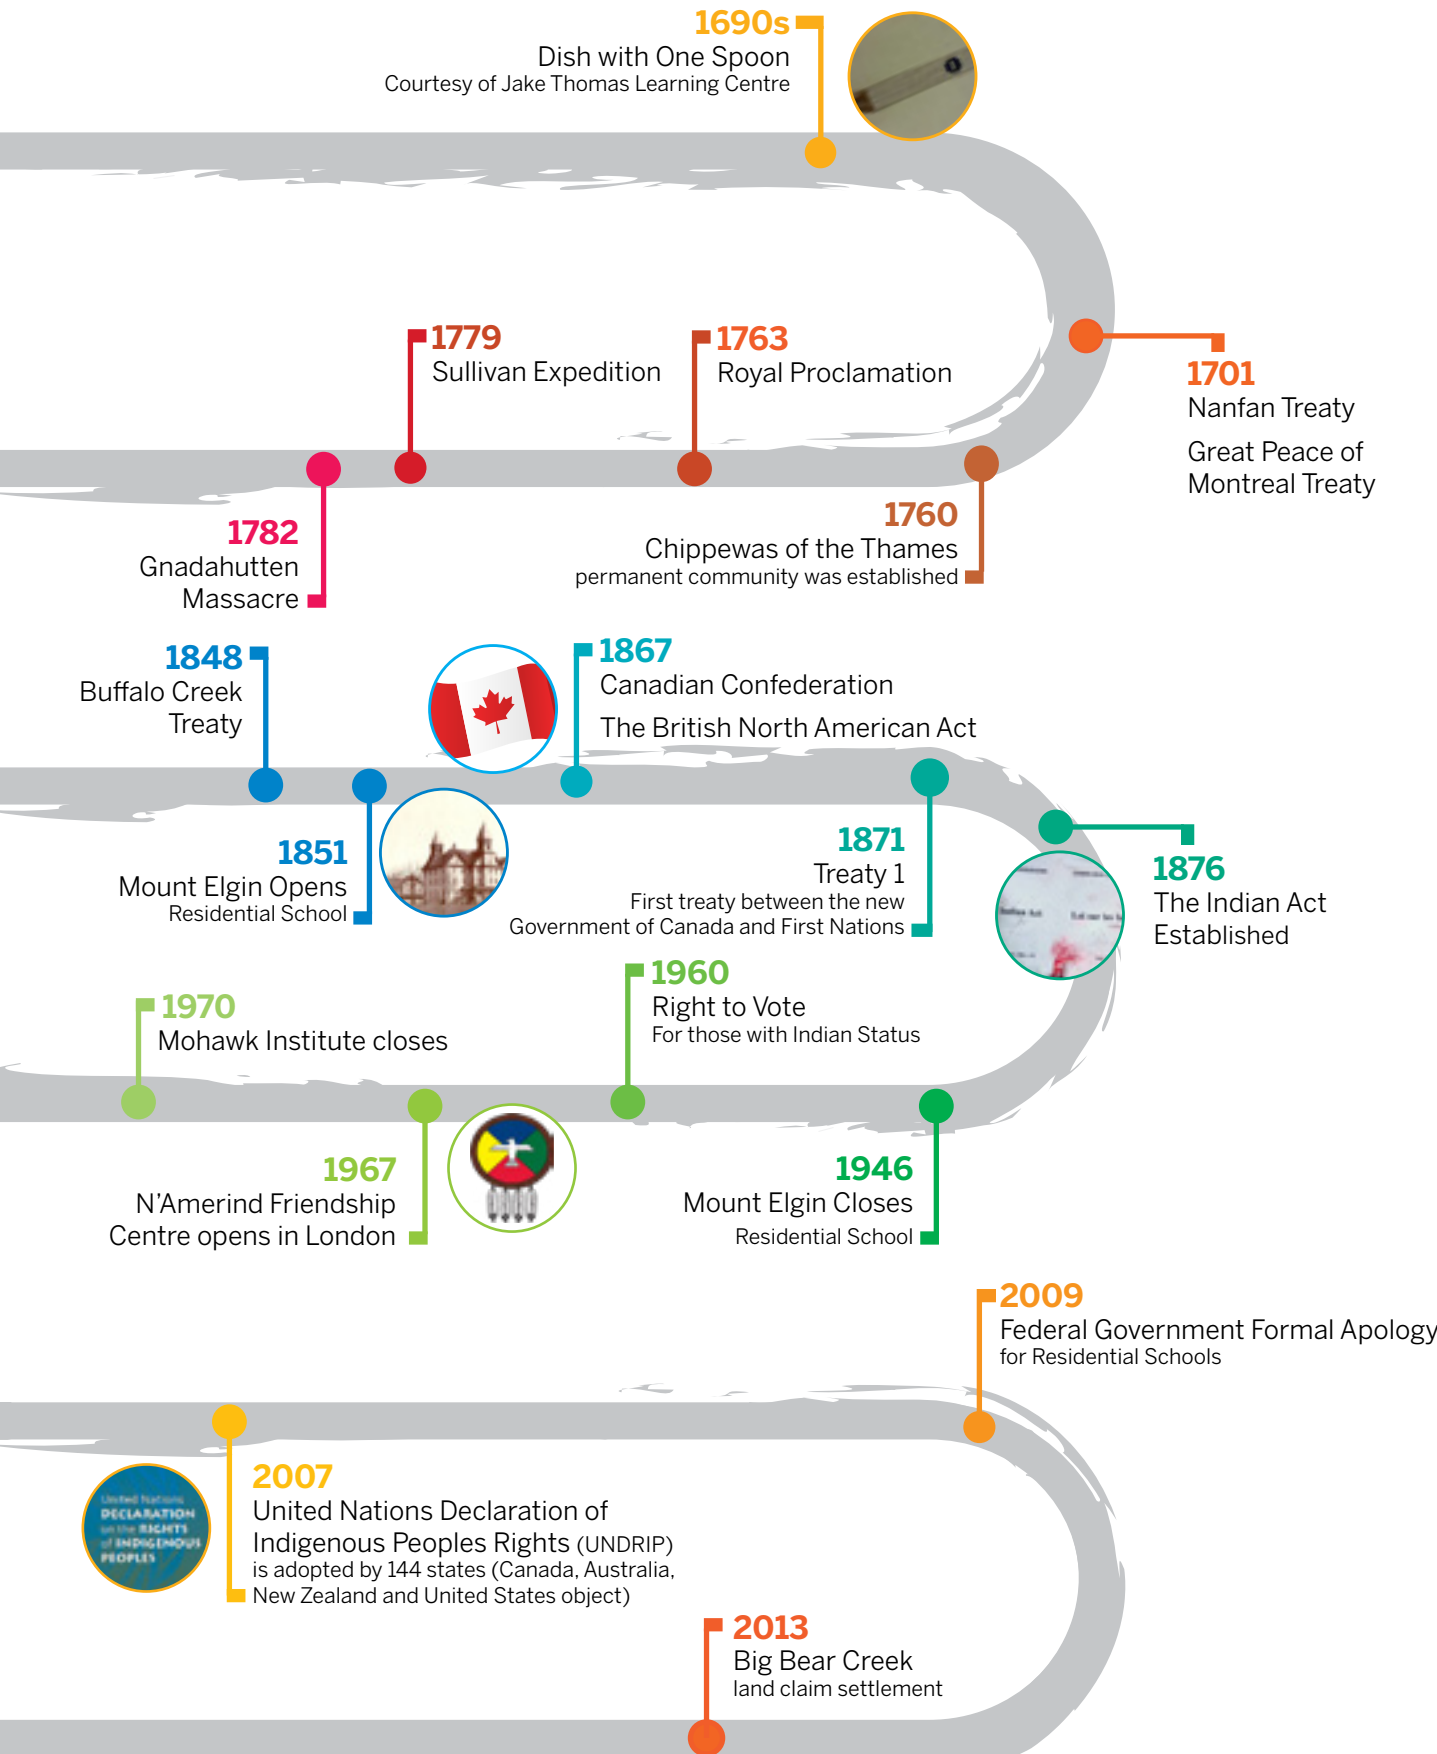 1690s
Dish with One Spoon
Courtesy of Jake Thomas Learning Centre
1701
Nanfan Treaty
Great Peace of
Montreal Treaty
1760
Chippewas of the Thames
permanent community was established
1763
Royal Proclamation
1779
Sullivan Expedition
1782
Gnadahutten
Massacre
1848
Buffalo Creek
Treaty
1851
Mount Elgin Opens
Residential School
1867
Canadian Confederation
The British North American Act
1871
Treaty 1
First treaty between the new
Government of Canada and First Nations
1876
The Indian Act
Established
1946
Mount Elgin Closes
Residential School
1960
Right to Vote
For those with Indian Status
1967
N’Amerind Friendship
Centre opens in London
1970
Mohawk Institute closes
2007
United Nations Declaration of
Indigenous Peoples Rights (UNDRIP)
is adopted by 144 states (Canada, Australia,
New Zealand and United States object)
United Nations
DECLARATION
on the RIGHTS
of INDIGENOUS
PEOPLES
2009
Federal Government Formal Apology
for Residential Schools
2013
Big Bear Creek
land claim settlement